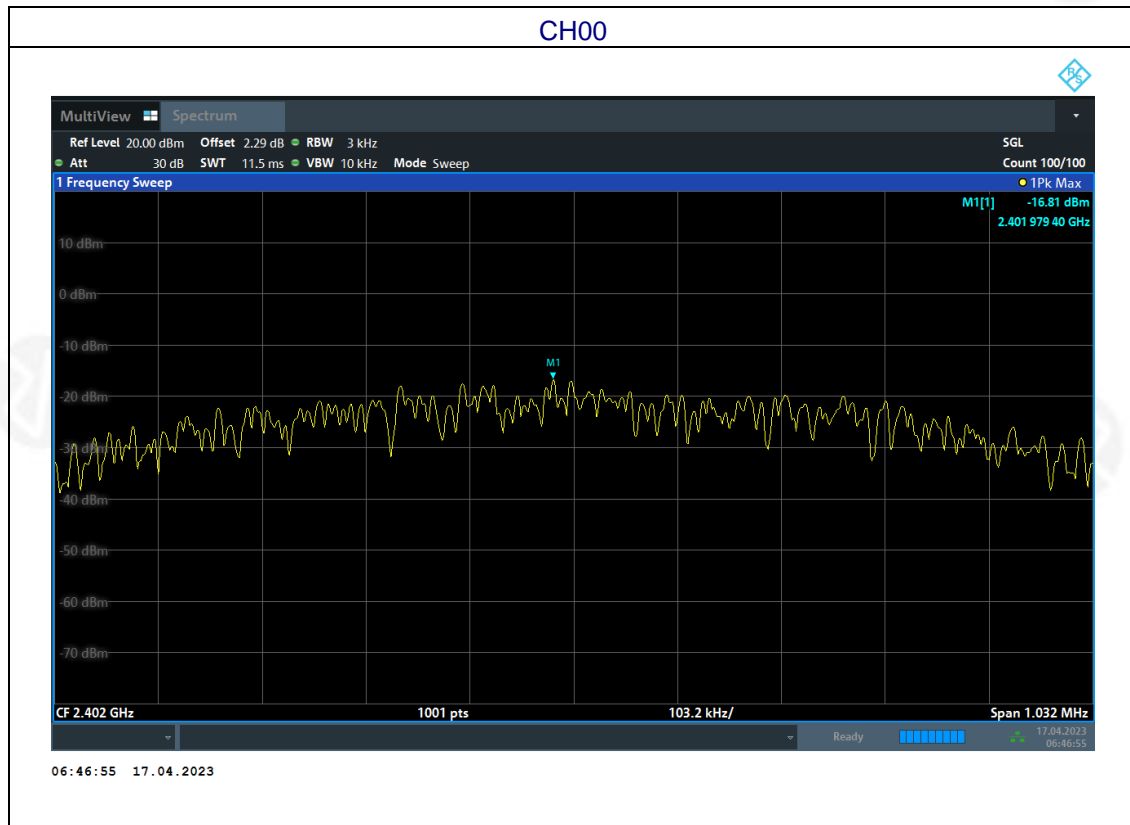 CH00
R&S
MultiView Spectrum
Ref Level 20.00 dBm Offset 2.29 dB RBW 3 kHz SGL
Att 30 dB SWT 11.5 ms VBW 10 kHz Mode Sweep Count 100/100
1 Frequency Sweep 1Pk Max
M1[1] -16.81 dBm
2.401 979 40 GHz
10 dBm
0 dBm
-10 dBm
M1
-20 dBm
-30 dBm
-40 dBm
-50 dBm
-60 dBm
-70 dBm
CF 2.402 GHz 1001 pts 103.2 kHz/ Span 1.032 MHz
Ready 17.04.2023
06:46:55
06:46:55 17.04.2023